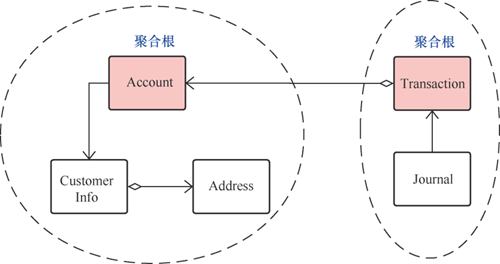 聚合根
聚合根
Account
Transaction
Customer
Info
Address
Journal